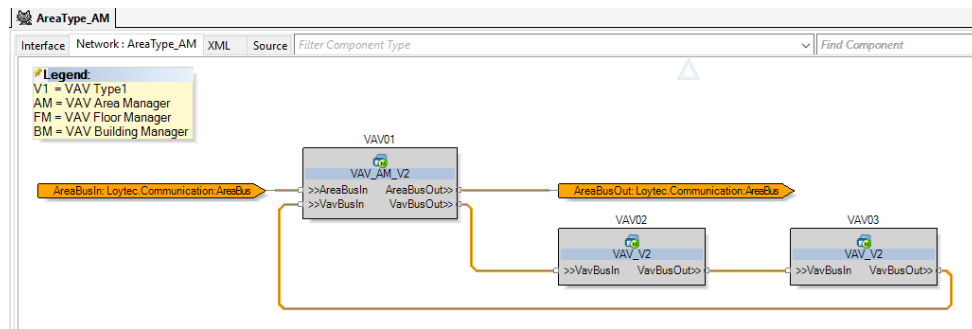 AreaType_AM
Interface Network : AreaType_AM XML Source Filter Component Type Find Component
Legend:
V1 = VAV Type1
AM = VAV Area Manager
FM = VAV Floor Manager
BM = VAV Building Manager
VAV01
VAV_AM_V2
AreaBusIn: Loytec.Communication:AreaBus >>AreaBusIn AreaBusOut>> AreaBusOut: Loytec.Communication:AreaBus
>>VavBusIn VavBusOut>>
VAV02 VAV03
VAV_V2 VAV_V2
>>VavBusIn VavBusOut>> >>VavBusIn VavBusOut>>